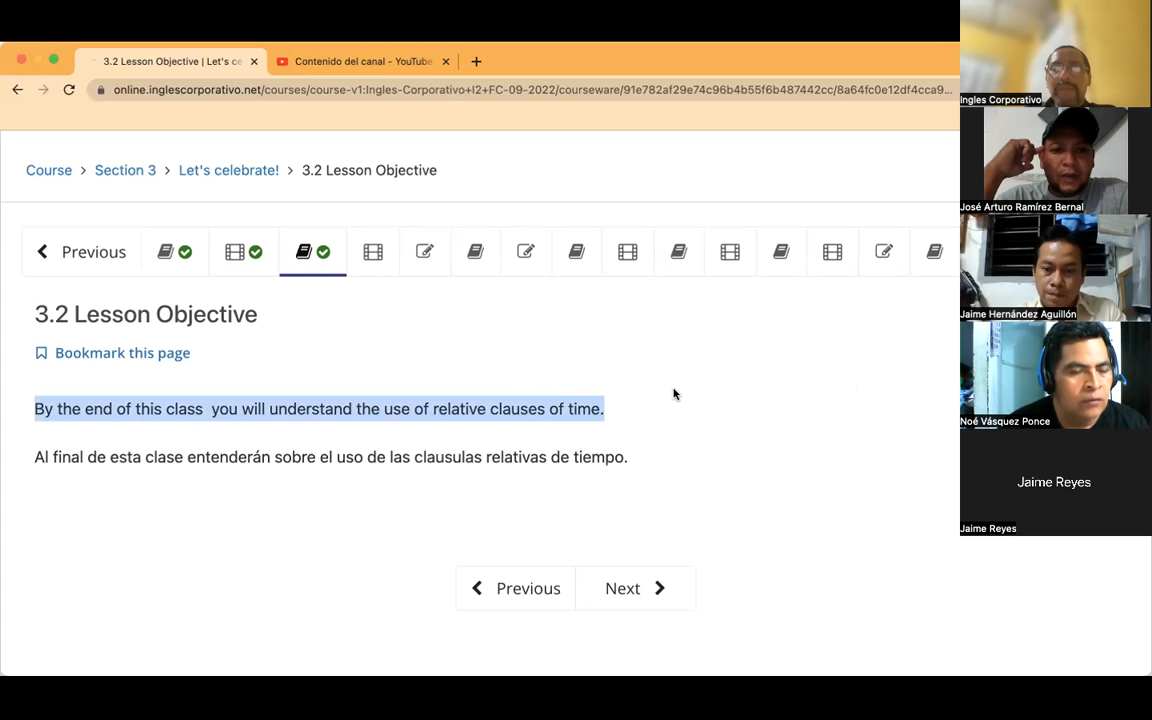 3.2 Lesson Objective | Let's ce
Contenido del canal - YouTube
online.inglescorporativo.net/courses/course-v1:Ingles-Corporativo+I2+FC-09-2022/courseware/91e782af29e74c96b4b55f6b487442cc/8a64fc0e12df4cca9...
Ingles Corporativo
Course > Section 3 > Let's celebrate! > 3.2 Lesson Objective
José Arturo Ramírez Bernal
Previous
3.2 Lesson Objective
Jaime Hernández Aguillón
Bookmark this page
By the end of this class you will understand the use of relative clauses of time.
Noé Vásquez Ponce
Al final de esta clase entenderán sobre el uso de las clausulas relativas de tiempo.
Jaime Reyes
Jaime Reyes
Previous
Next